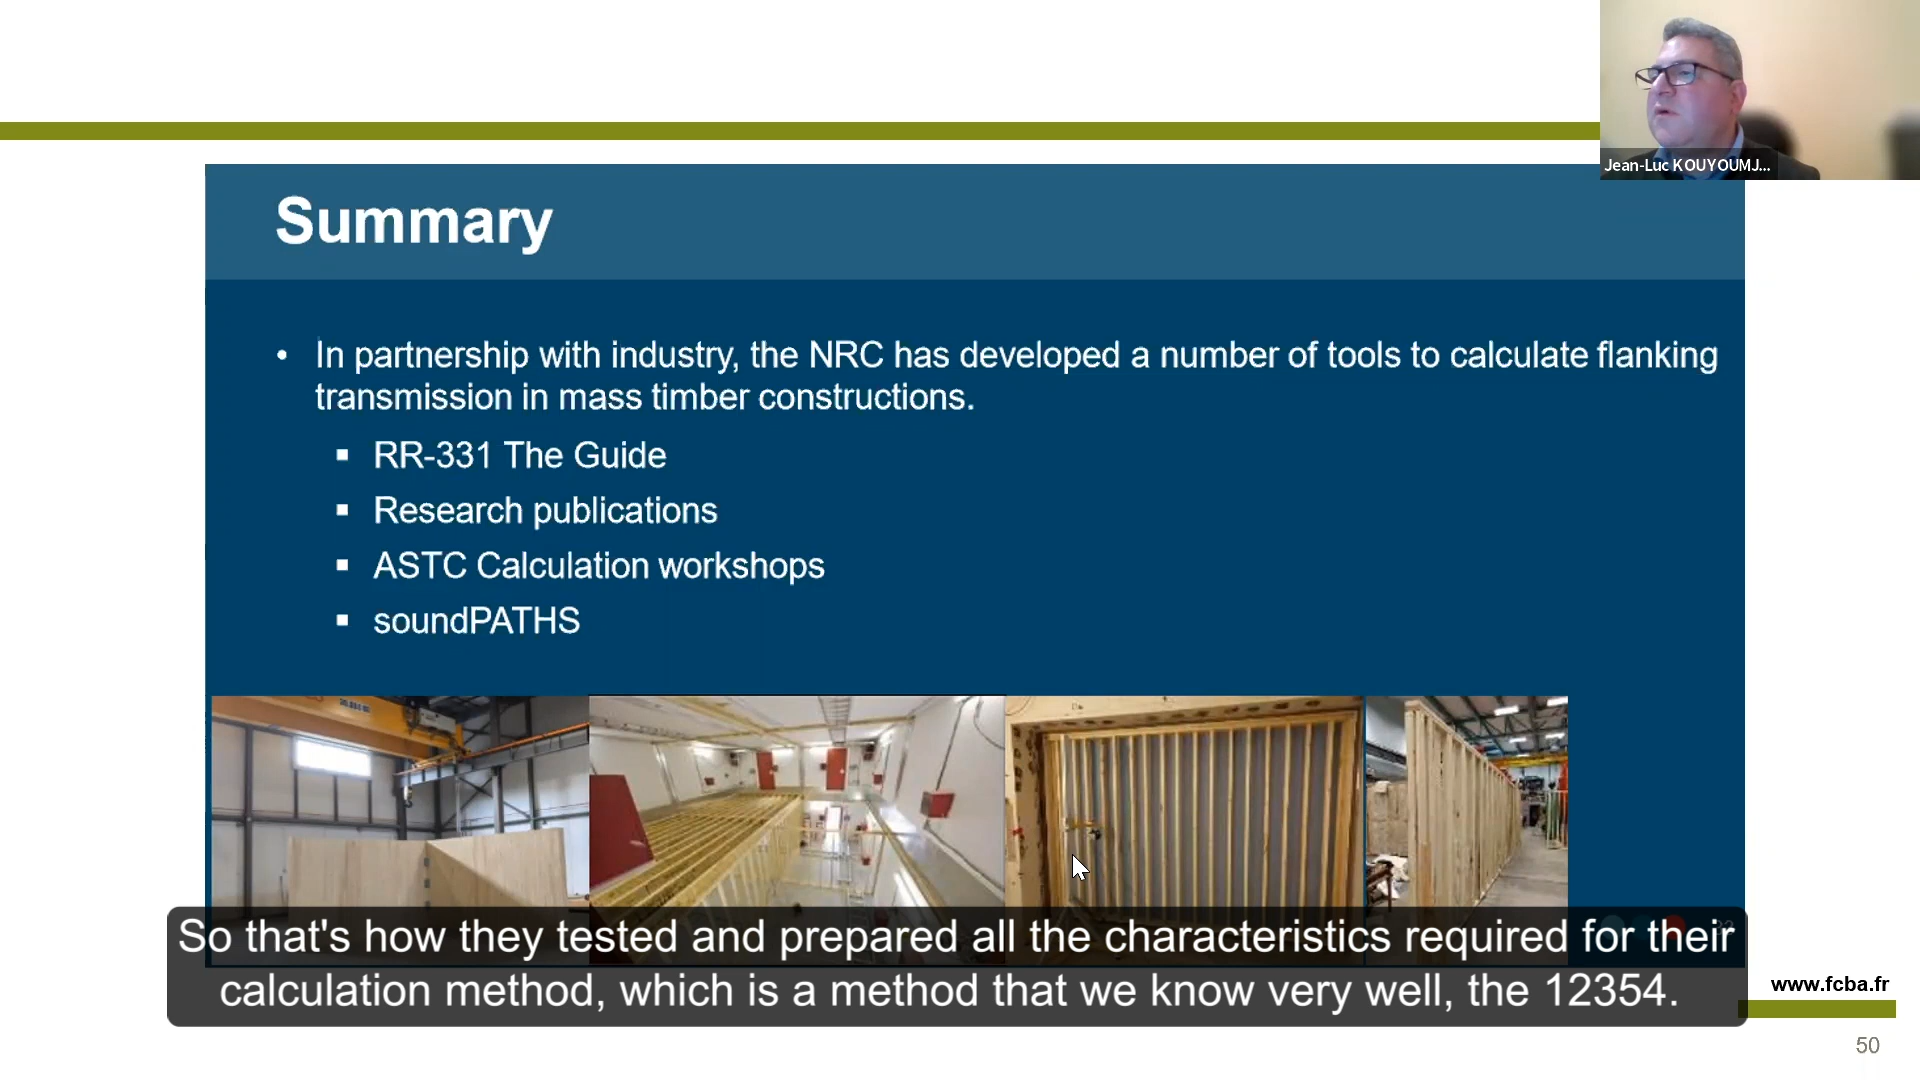 Jean-Luc KOUYOUMJ...
Summary
• In partnership with industry, the NRC has developed a number of tools to calculate flanking
transmission in mass timber constructions.
▪ RR-331 The Guide
▪ Research publications
▪ ASTC Calculation workshops
▪ soundPATHS
So that's how they tested and prepared all the characteristics required for their
calculation method, which is a method that we know very well, the 12354.
www.fcba.fr
50